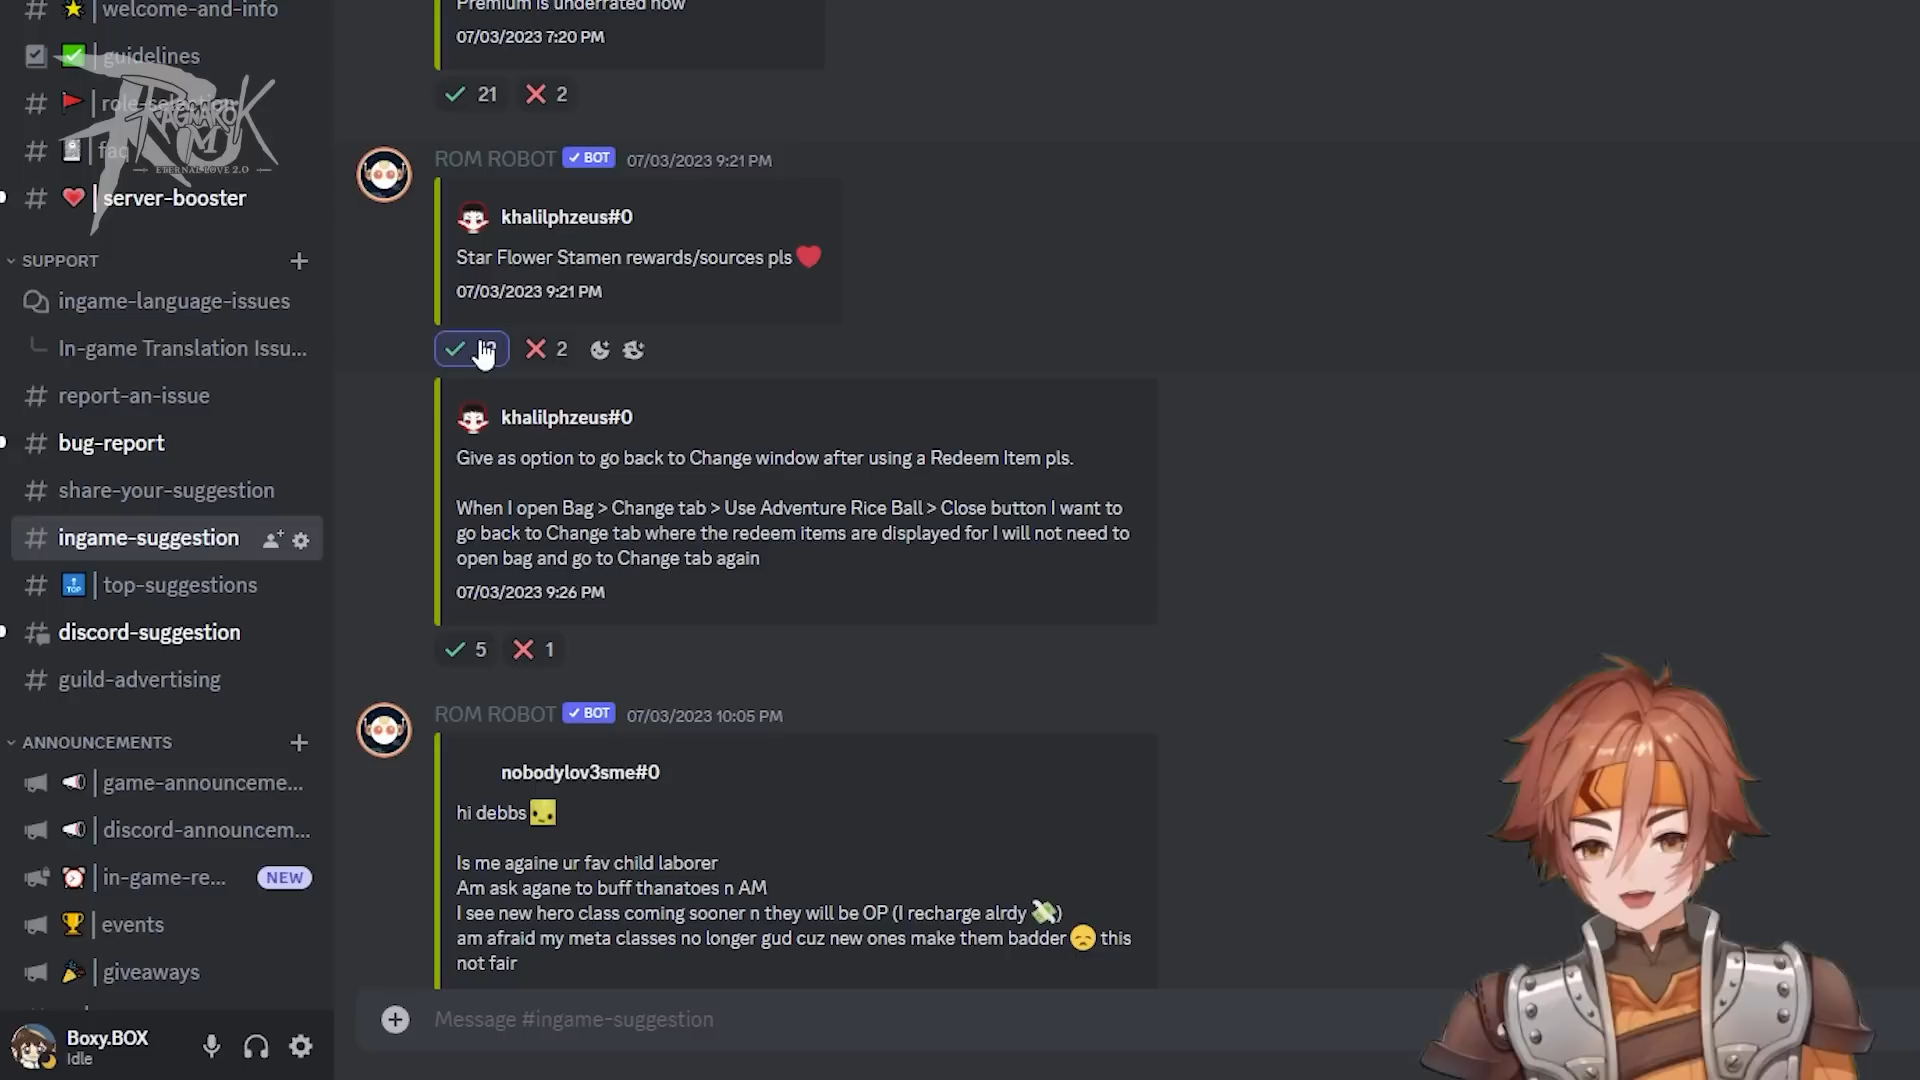 welcome-and-info
guidelines
role-selection
faq
server-booster
RAGNAROK
M
ETERNAL LOVE 2.0
SUPPORT
ingame-language-issues
In-game Translation Issu...
report-an-issue
bug-report
share-your-suggestion
ingame-suggestion
TOP
top-suggestions
discord-suggestion
guild-advertising
ANNOUNCEMENTS
game-announceme...
discord-announcem...
in-game-re... NEW
events
giveaways
Boxy.BOX
Idle
Premium is underrated now
07/03/2023 7:20 PM
21 2
ROM ROBOT BOT 07/03/2023 9:21 PM
khalilphzeus#0
Star Flower Stamen rewards/sources pls
07/03/2023 9:21 PM
2
khalilphzeus#0
Give as option to go back to Change window after using a Redeem Item pls.
When I open Bag > Change tab > Use Adventure Rice Ball > Close button I want to
go back to Change tab where the redeem items are displayed for I will not need to
open bag and go to Change tab again
07/03/2023 9:26 PM
5 1
ROM ROBOT BOT 07/03/2023 10:05 PM
nobodylov3sme#0
hi debbs
Is me againe ur fav child laborer
Am ask agane to buff thanatoes n AM
I see new hero class coming sooner n they will be OP (I recharge alrdy )
am afraid my meta classes no longer gud cuz new ones make them badder this
not fair
Message #ingame-suggestion